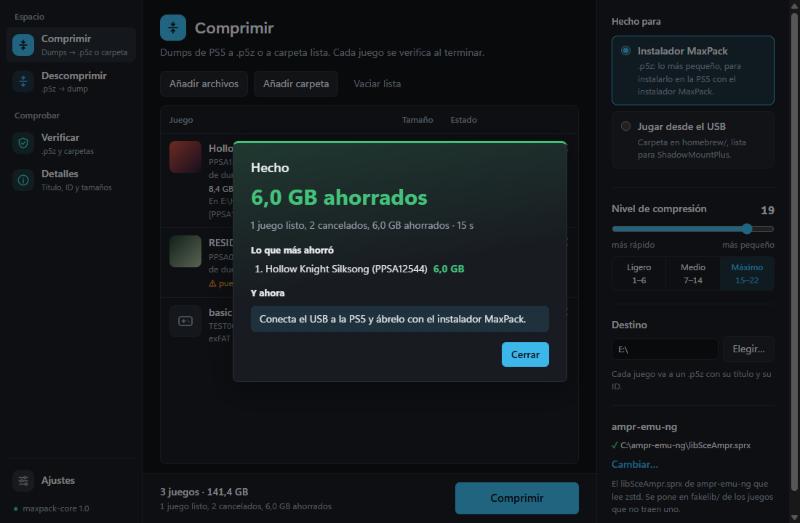 Espacio
Comprimir
Dumps → .p5z o carpeta
Descomprimir
.p5z → dump
Comprobar
Verificar
.p5z y carpetas
Detalles
Título, ID y tamaños
Ajustes
maxpack-core 1.0
Comprimir
Dumps de PS5 a .p5z o a carpeta lista. Cada juego se verifica al terminar.
Añadir archivos
Añadir carpeta
Vaciar lista
Juego
Tamaño
Estado
Hollo
PPSA1
de du
8,4 GB
En E:\
[PPSA
RESID
PPSA0
de du
pue
basic
TEST0
exFAT
Hecho
6,0 GB ahorrados
1 juego listo, 2 cancelados, 6,0 GB ahorrados · 15 s
Lo que más ahorró
1. Hollow Knight Silksong (PPSA12544) 6,0 GB
Y ahora
Conecta el USB a la PS5 y ábrelo con el instalador MaxPack.
Cerrar
3 juegos · 141,4 GB
1 juego listo, 2 cancelados, 6,0 GB ahorrados
Comprimir
Hecho para
Instalador MaxPack
.p5z: lo más pequeño, para
instalarlo en la PS5 con el
instalador MaxPack.
Jugar desde el USB
Carpeta en homebrew/, lista
para ShadowMountPlus.
Nivel de compresión
19
más rápido
más pequeño
Ligero
1–6
Medio
7–14
Máximo
15–22
Destino
E:\
Elegir...
Cada juego va a un .p5z con su título y su
ID.
ampr-emu-ng
✓ C:\ampr-emu-ng\libSceAmpr.sprx
Cambiar...
El libSceAmpr.sprx de ampr-emu-ng que
lee zstd. Se pone en fakelib/ de los juegos
que no traen uno.